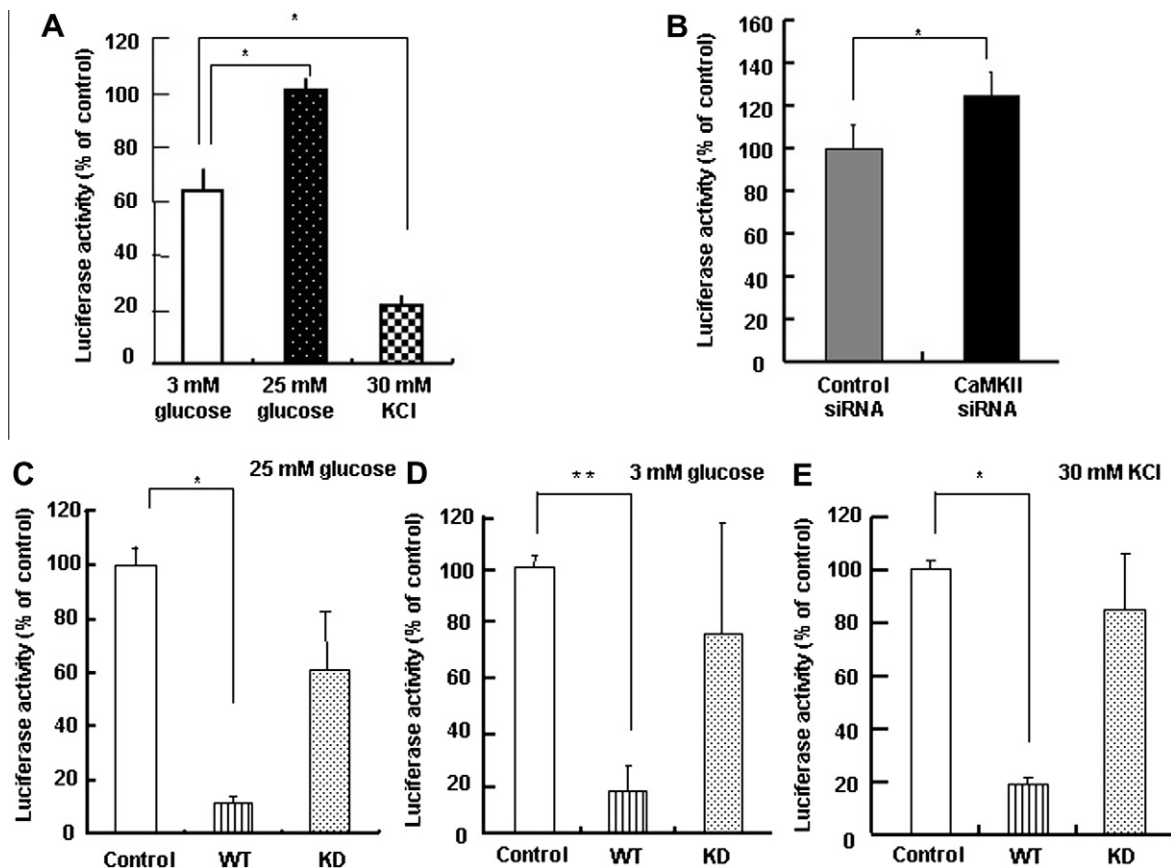 A
Luciferase activity (% of control)
120
100
80
60
40
20
0
*
*
3 mM
glucose
25 mM
glucose
30 mM
KCl
B
Luciferase activity (% of control)
160
140
120
100
80
60
40
20
0
*
Control
siRNA
CaMKII
siRNA
C
25 mM glucose
Luciferase activity (% of control)
120
100
80
60
40
20
0
*
Control WT KD
D
3 mM glucose
Luciferase activity (% of control)
120
100
80
60
40
20
0
* *
Control WT KD
E
30 mM KCl
Luciferase activity (% of control)
120
100
80
60
40
20
0
*
Control WT KD